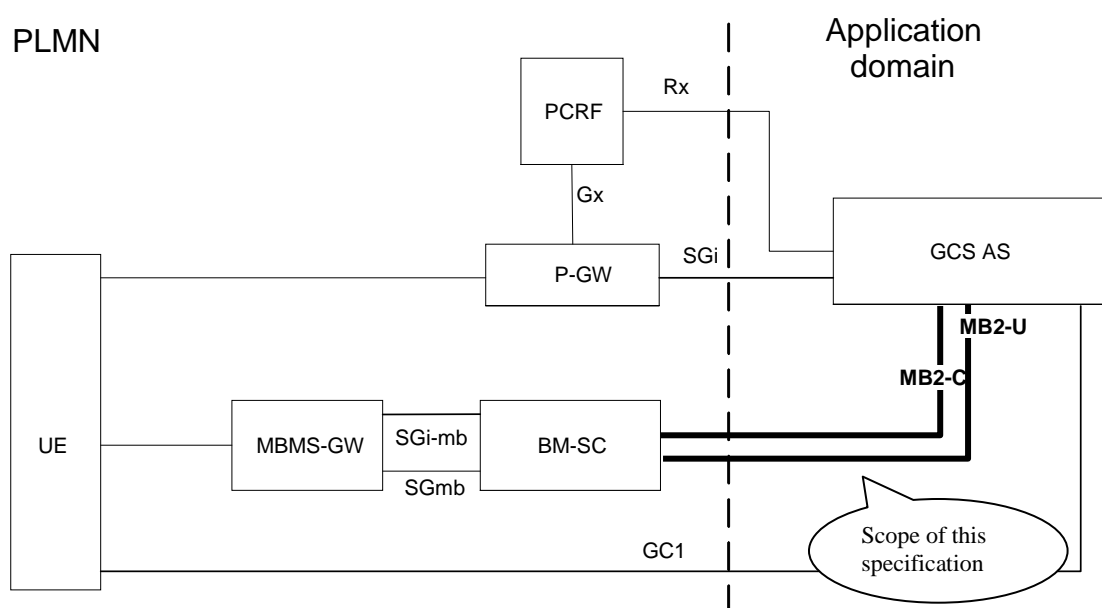 PLMN
Application
domain
Rx
PCRF
Gx
SGi
GCS AS
P-GW
MB2-U
MB2-C
UE
MBMS-GW
SGi-mb
BM-SC
SGmb
GC1
Scope of this
specification